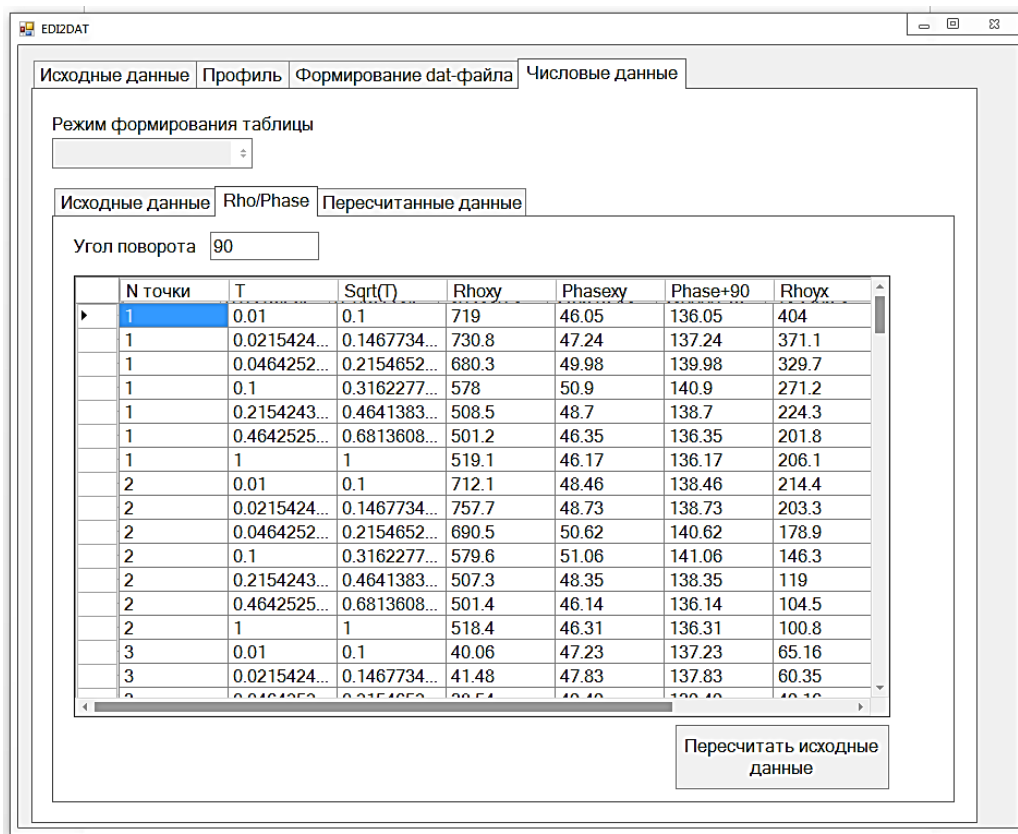 EDI2DAT
Исходные данные Профиль Формирование dat-файла Числовые данные
Режим формирования таблицы
Исходные данные Rho/Phase Пересчитанные данные
Угол поворота 90
N точки T Sqrt(T) Rhoxy Phasexy Phase+90 Rhoyx
1 0.01 0.1 719 46.05 136.05 404
1 0.0215424... 0.1467734... 730.8 47.24 137.24 371.1
1 0.0464252... 0.2154652... 680.3 49.98 139.98 329.7
1 0.1 0.3162277... 578 50.9 140.9 271.2
1 0.2154243... 0.4641383... 508.5 48.7 138.7 224.3
1 0.4642525... 0.6813608... 501.2 46.35 136.35 201.8
1 1 1 519.1 46.17 136.17 206.1
2 0.01 0.1 712.1 48.46 138.46 214.4
2 0.0215424... 0.1467734... 757.7 48.73 138.73 203.3
2 0.0464252... 0.2154652... 690.5 50.62 140.62 178.9
2 0.1 0.3162277... 579.6 51.06 141.06 146.3
2 0.2154243... 0.4641383... 507.3 48.35 138.35 119
2 0.4642525... 0.6813608... 501.4 46.14 136.14 104.5
2 1 1 518.4 46.31 136.31 100.8
3 0.01 0.1 40.06 47.23 137.23 65.16
3 0.0215424... 0.1467734... 41.48 47.83 137.83 60.35
Пересчитать исходные
данные